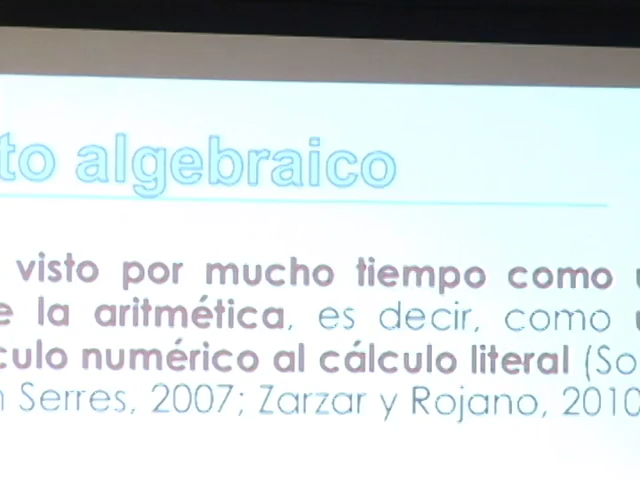 to algebraico
visto por mucho tiempo como
la aritmética, es decir, como
culo numérico al cálculo literal (So
Serres, 2007; Zarzar y Rojano, 2010